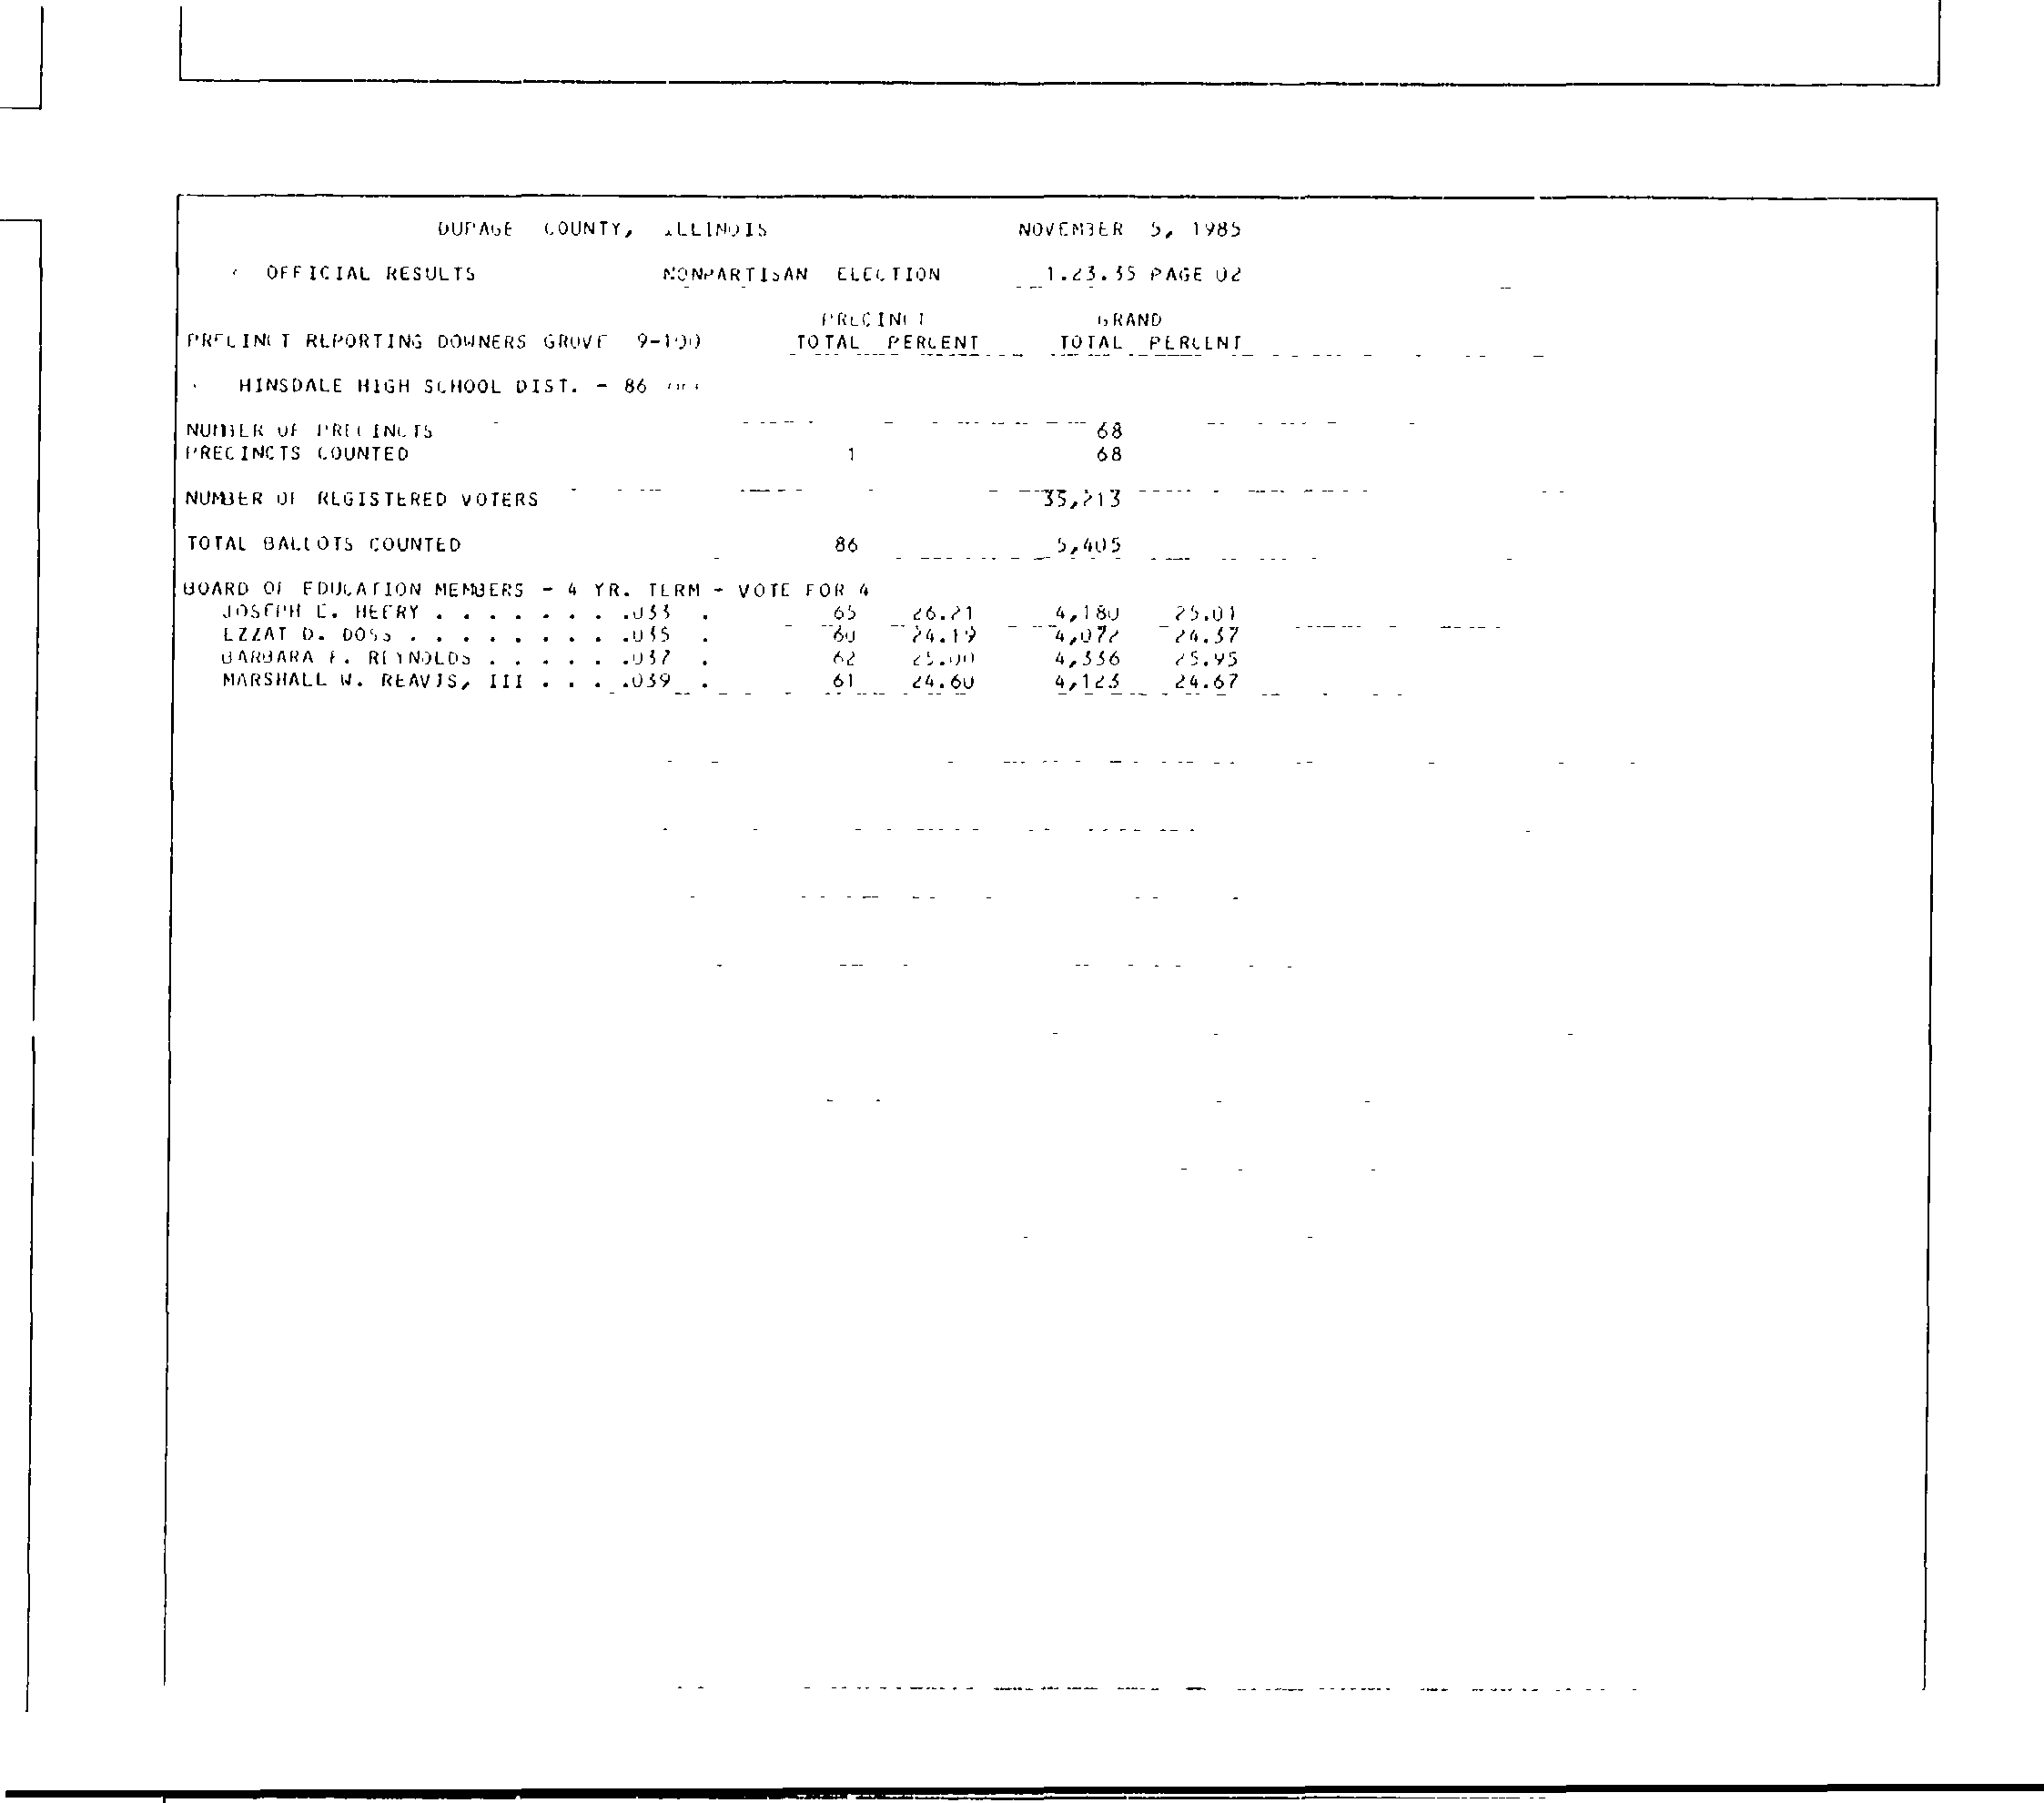 DUPAGE COUNTY, ILLINOIS NOVEMBER 5, 1985
OFFICIAL RESULTS NONPARTISAN ELECTION 1.23.35 PAGE 02
PRECINCT GRAND
PRECINCT REPORTING DOWNERS GROVE 9-100 TOTAL PERCENT TOTAL PERCENT
HINSDALE HIGH SCHOOL DIST. - 86
NUMBER OF PRECINCTS 68
PRECINCTS COUNTED 1 68
NUMBER OF REGISTERED VOTERS 35,213
TOTAL BALLOTS COUNTED 86 5,405
BOARD OF EDUCATION MEMBERS - 4 YR. TERM - VOTE FOR 4
JOSEPH E. HEERY . . . . . . . .033 . 65 26.21 4,180 25.01
EZZAT D. DOSS . . . . . . . . .035 . 60 24.19 4,072 24.37
BARBARA F. REYNOLDS . . . . . .037 . 62 25.00 4,336 25.95
MARSHALL W. REAVIS, III . . . .039 . 61 24.60 4,123 24.67